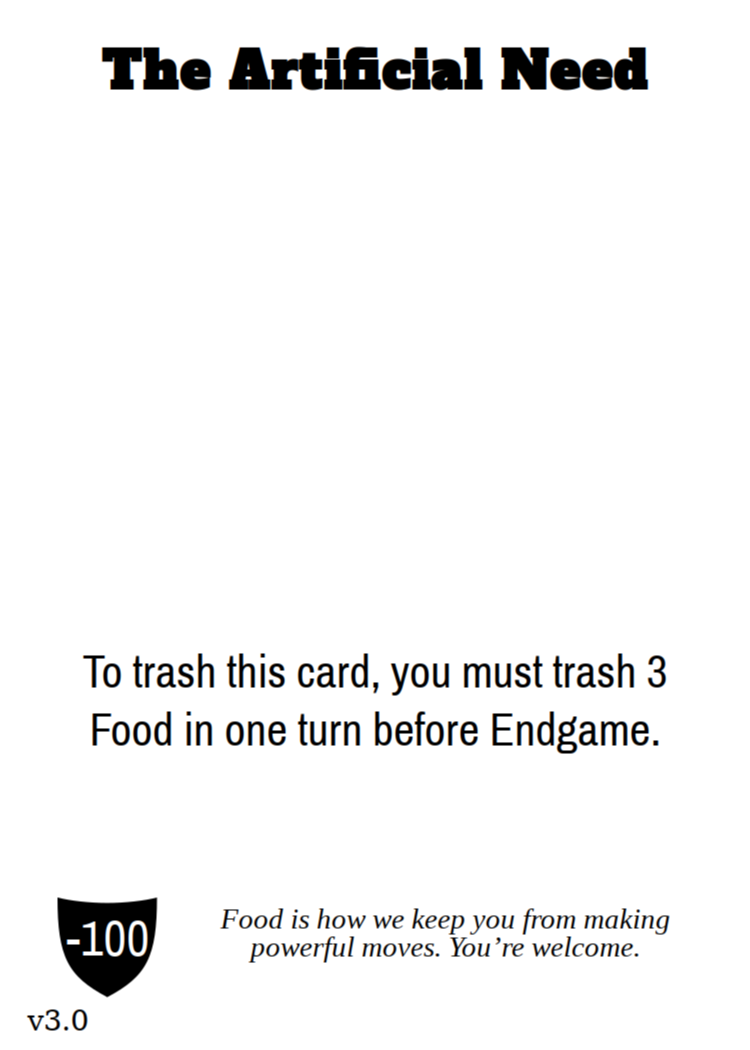 The Artificial Need
To trash this card, you must trash 3
Food in one turn before Endgame.
-100
Food is how we keep you from making
powerful moves. You’re welcome.
v3.0